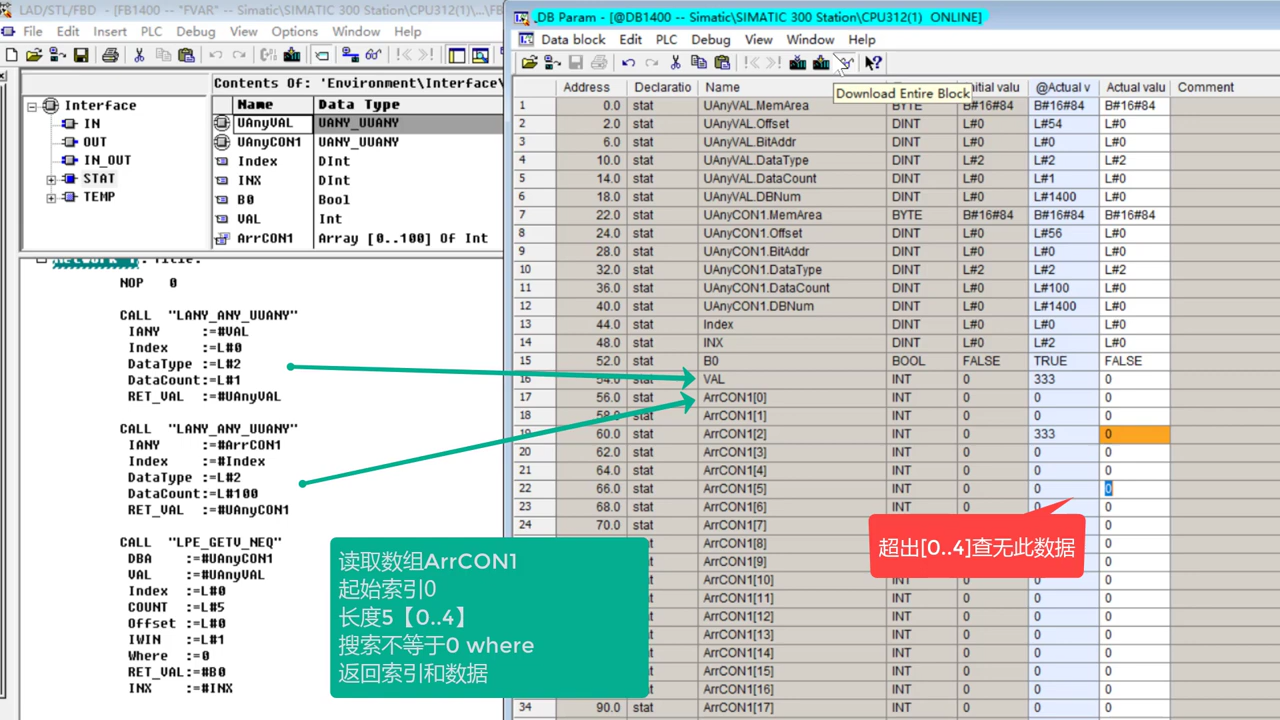 LAD/STL/FBD - [FB1400 -- "FVAR" -- Simatic\SIMATIC 300 Station\CPU312(1)\...\FB
File Edit Insert PLC Debug View Options Window Help
Contents Of: 'Environment\Interface\
Interface
IN
OUT
IN_OUT
STAT
TEMP
Name Data Type
UAnyVAL UANY_UUANY
UAnyCON1 UANY_UUANY
Index DInt
INX DInt
B0 Bool
VAL Int
ArrCON1 Array [0..100] Of Int
Network 1: Title:
NOP 0
CALL "LANY_ANY_UUANY"
IANY :=#VAL
Index :=L#0
DataType :=L#2
DataCount:=L#1
RET_VAL :=#UAnyVAL
CALL "LANY_ANY_UUANY"
IANY :=#ArrCON1
Index :=#Index
DataType :=L#2
DataCount:=L#100
RET_VAL :=#UAnyCON1
CALL "LPE_GETV_NEQ"
DBA :=#UAnyCON1
VAL :=#UAnyVAL
Index :=L#0
COUNT :=L#5
Offset :=L#0
IWIN :=L#1
Where :=0
RET_VAL:=#B0
INX :=#INX
读取数组ArrCON1
起始索引0
长度5【0..4】
搜索不等于0 where
返回索引和数据
DB Param - [@DB1400 -- Simatic\SIMATIC 300 Station\CPU312(1) ONLINE]
Data block Edit PLC Debug View Window Help
Download Entire Block
Address Declaratio Name itial valu @Actual v Actual valu Comment
1 0.0 stat UAnyVAL.MemArea BYTE B#16#84 B#16#84 B#16#84
2 2.0 stat UAnyVAL.Offset DINT L#0 L#54 L#0
3 6.0 stat UAnyVAL.BitAddr DINT L#0 L#0 L#0
4 10.0 stat UAnyVAL.DataType DINT L#2 L#2 L#2
5 14.0 stat UAnyVAL.DataCount DINT L#0 L#1 L#0
6 18.0 stat UAnyVAL.DBNum DINT L#0 L#1400 L#0
7 22.0 stat UAnyCON1.MemArea BYTE B#16#84 B#16#84 B#16#84
8 24.0 stat UAnyCON1.Offset DINT L#0 L#56 L#0
9 28.0 stat UAnyCON1.BitAddr DINT L#0 L#0 L#0
10 32.0 stat UAnyCON1.DataType DINT L#2 L#2 L#2
11 36.0 stat UAnyCON1.DataCount DINT L#0 L#100 L#0
12 40.0 stat UAnyCON1.DBNum DINT L#0 L#1400 L#0
13 44.0 stat Index DINT L#0 L#0 L#0
14 48.0 stat INX DINT L#0 L#2 L#0
15 52.0 stat B0 BOOL FALSE TRUE FALSE
16 54.0 stat VAL INT 0 333 0
17 56.0 stat ArrCON1[0] INT 0 0 0
18 58.0 stat ArrCON1[1] INT 0 0 0
19 60.0 stat ArrCON1[2] INT 0 333 0
20 62.0 stat ArrCON1[3] INT 0 0 0
21 64.0 stat ArrCON1[4] INT 0 0 0
22 66.0 stat ArrCON1[5] INT 0 0 0
23 68.0 stat ArrCON1[6] INT 0 0 0
24 70.0 stat ArrCON1[7]
ArrCON1[8]
ArrCON1[9]
ArrCON1[10] INT 0 0 0
ArrCON1[11] INT 0 0 0
ArrCON1[12] INT 0 0 0
ArrCON1[13] INT 0 0 0
ArrCON1[14] INT 0 0 0
ArrCON1[15] INT 0 0 0
ArrCON1[16] INT 0 0 0
34 90.0 stat ArrCON1[17] INT 0 0 0
超出[0..4]查无此数据